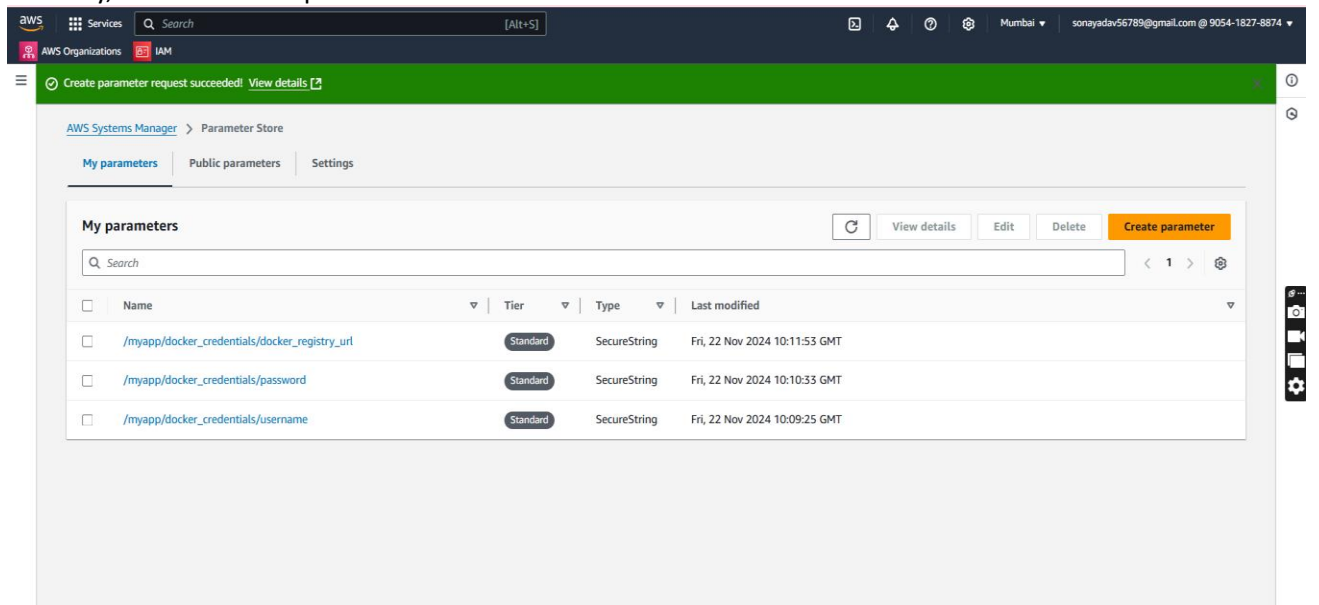 aws Services Search [Alt+S] Mumbai ▼ sonayadav56789@gmail.com @ 9054-1827-8874 ▼
AWS Organizations IAM
Create parameter request succeeded! View details
AWS Systems Manager > Parameter Store
My parameters Public parameters Settings
My parameters View details Edit Delete Create parameter
Search < 1 >
Name Tier Type Last modified
/myapp/docker_credentials/docker_registry_url Standard SecureString Fri, 22 Nov 2024 10:11:53 GMT
/myapp/docker_credentials/password Standard SecureString Fri, 22 Nov 2024 10:10:33 GMT
/myapp/docker_credentials/username Standard SecureString Fri, 22 Nov 2024 10:09:25 GMT